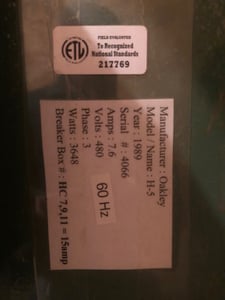 ETL
FIELD EVALUATED
To Recognized
National Standards
217769
Manufacturer : Oakley
Model / Name : H-5
Year : 1989
Serial # : 4066
Amps : 7.6
Volts : 480
Phase : 3
Watts : 3648
Breaker Box # : HC 7,9,11 = 15amp
60 Hz